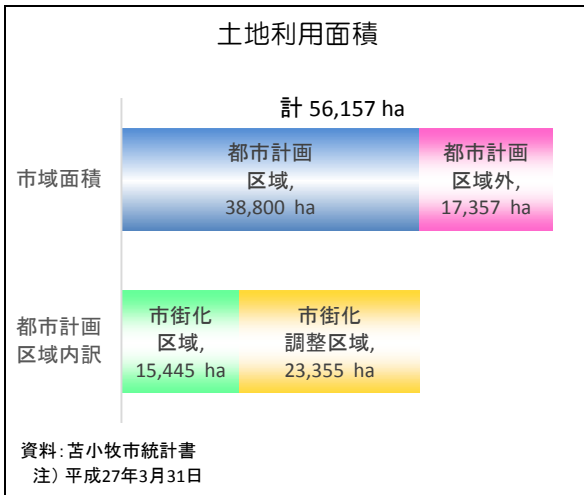 土地利用面積
計 56,157 ha
市域面積
都市計画
区域,
38,800 ha
都市計画
区域外,
17,357 ha
都市計画
区域内訳
市街化
区域,
15,445 ha
市街化
調整区域,
23,355 ha
資料:苫小牧市統計書
注）平成27年3月31日